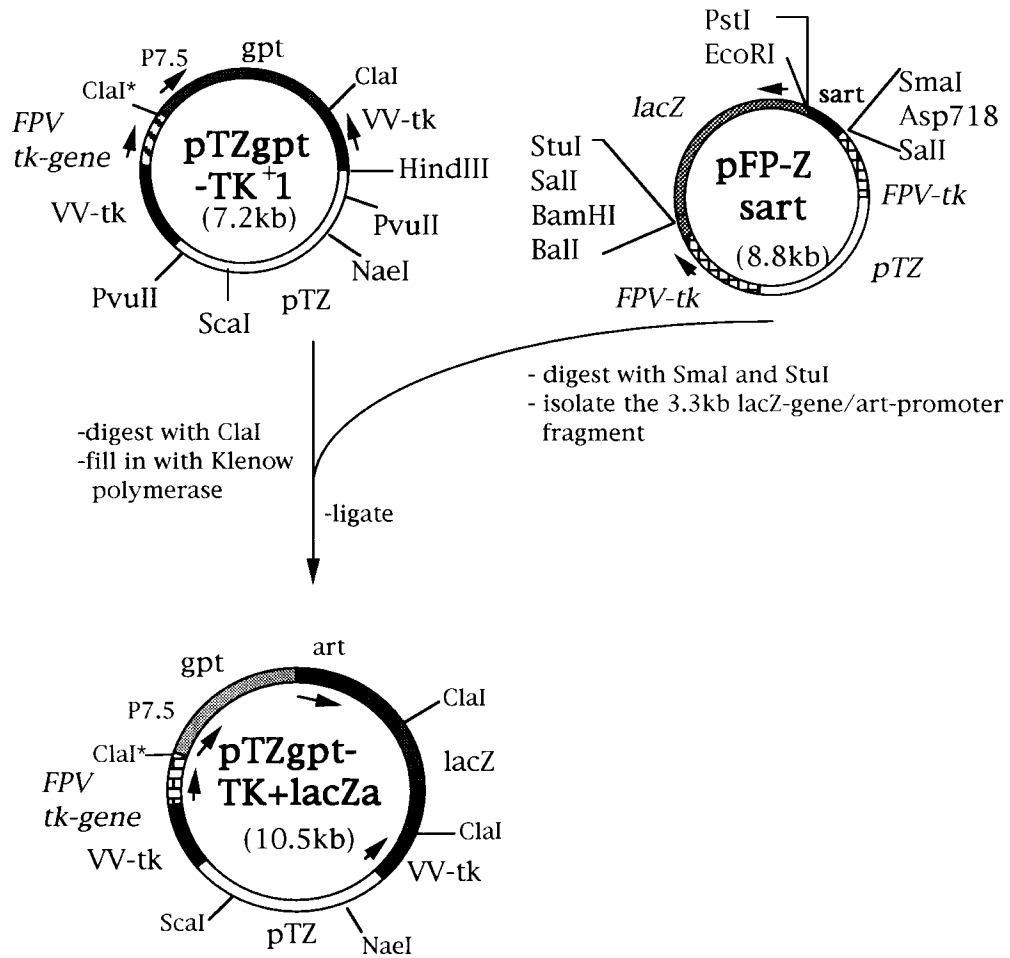 gpt
P7.5
ClaI*
ClaI
FPV
tk-gene
VV-tk
pTZgpt
-TK+1
(7.2kb)
HindIII
VV-tk
PvuII
NaeI
PvuII
pTZ
ScaI
PstI
EcoRI
sart
SmaI
Asp718
SalI
lacZ
StuI
SalI
BamHI
BalI
pFP-Z
sart
(8.8kb)
FPV-tk
pTZ
FPV-tk
- digest with SmaI and StuI
- isolate the 3.3kb lacZ-gene/art-promoter
fragment
-digest with ClaI
-fill in with Klenow
polymerase
-ligate
art
gpt
P7.5
ClaI
ClaI*
pTZgpt-
TK+lacZa
(10.5kb)
lacZ
FPV
tk-gene
ClaI
VV-tk
VV-tk
ScaI
pTZ
NaeI